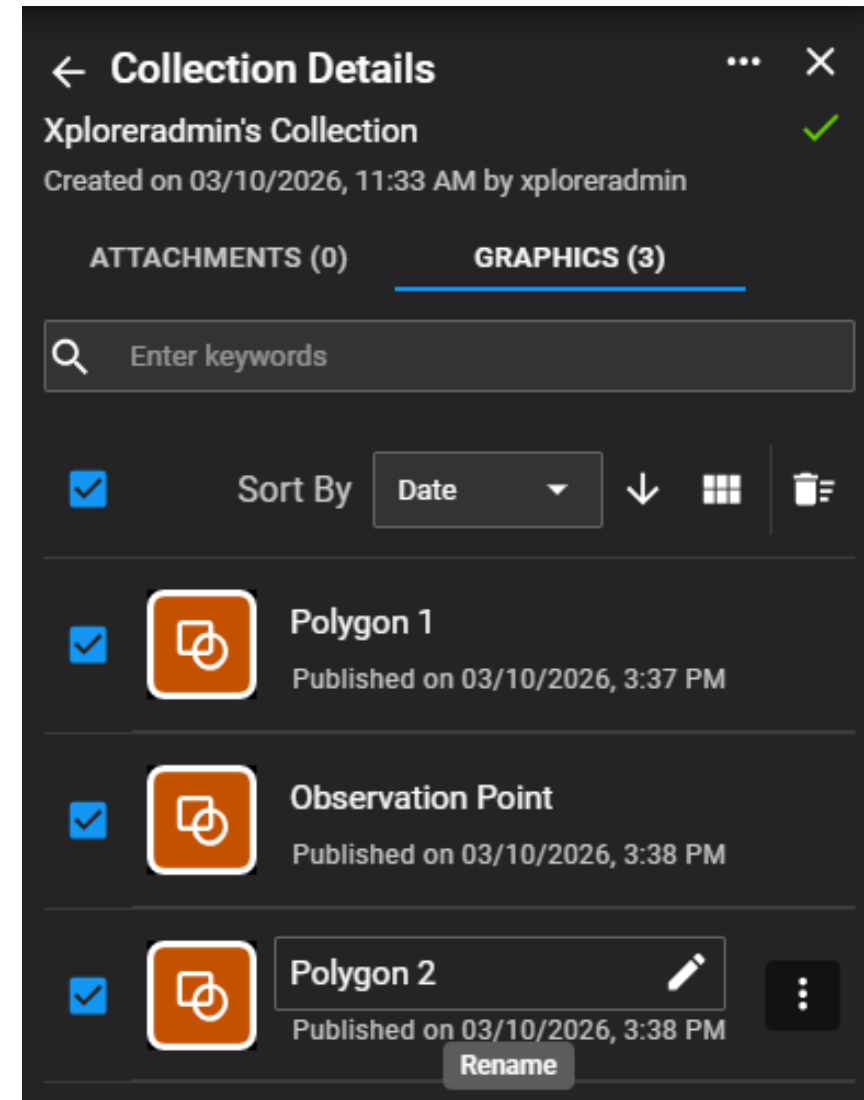 Collection Details
Xploreradmin's Collection
Created on 03/10/2026, 11:33 AM by xploreradmin
ATTACHMENTS (0) GRAPHICS (3)
Enter keywords
Sort By Date
Polygon 1
Published on 03/10/2026, 3:37 PM
Observation Point
Published on 03/10/2026, 3:38 PM
Polygon 2
Published on 03/10/2026, 3:38 PM
Rename